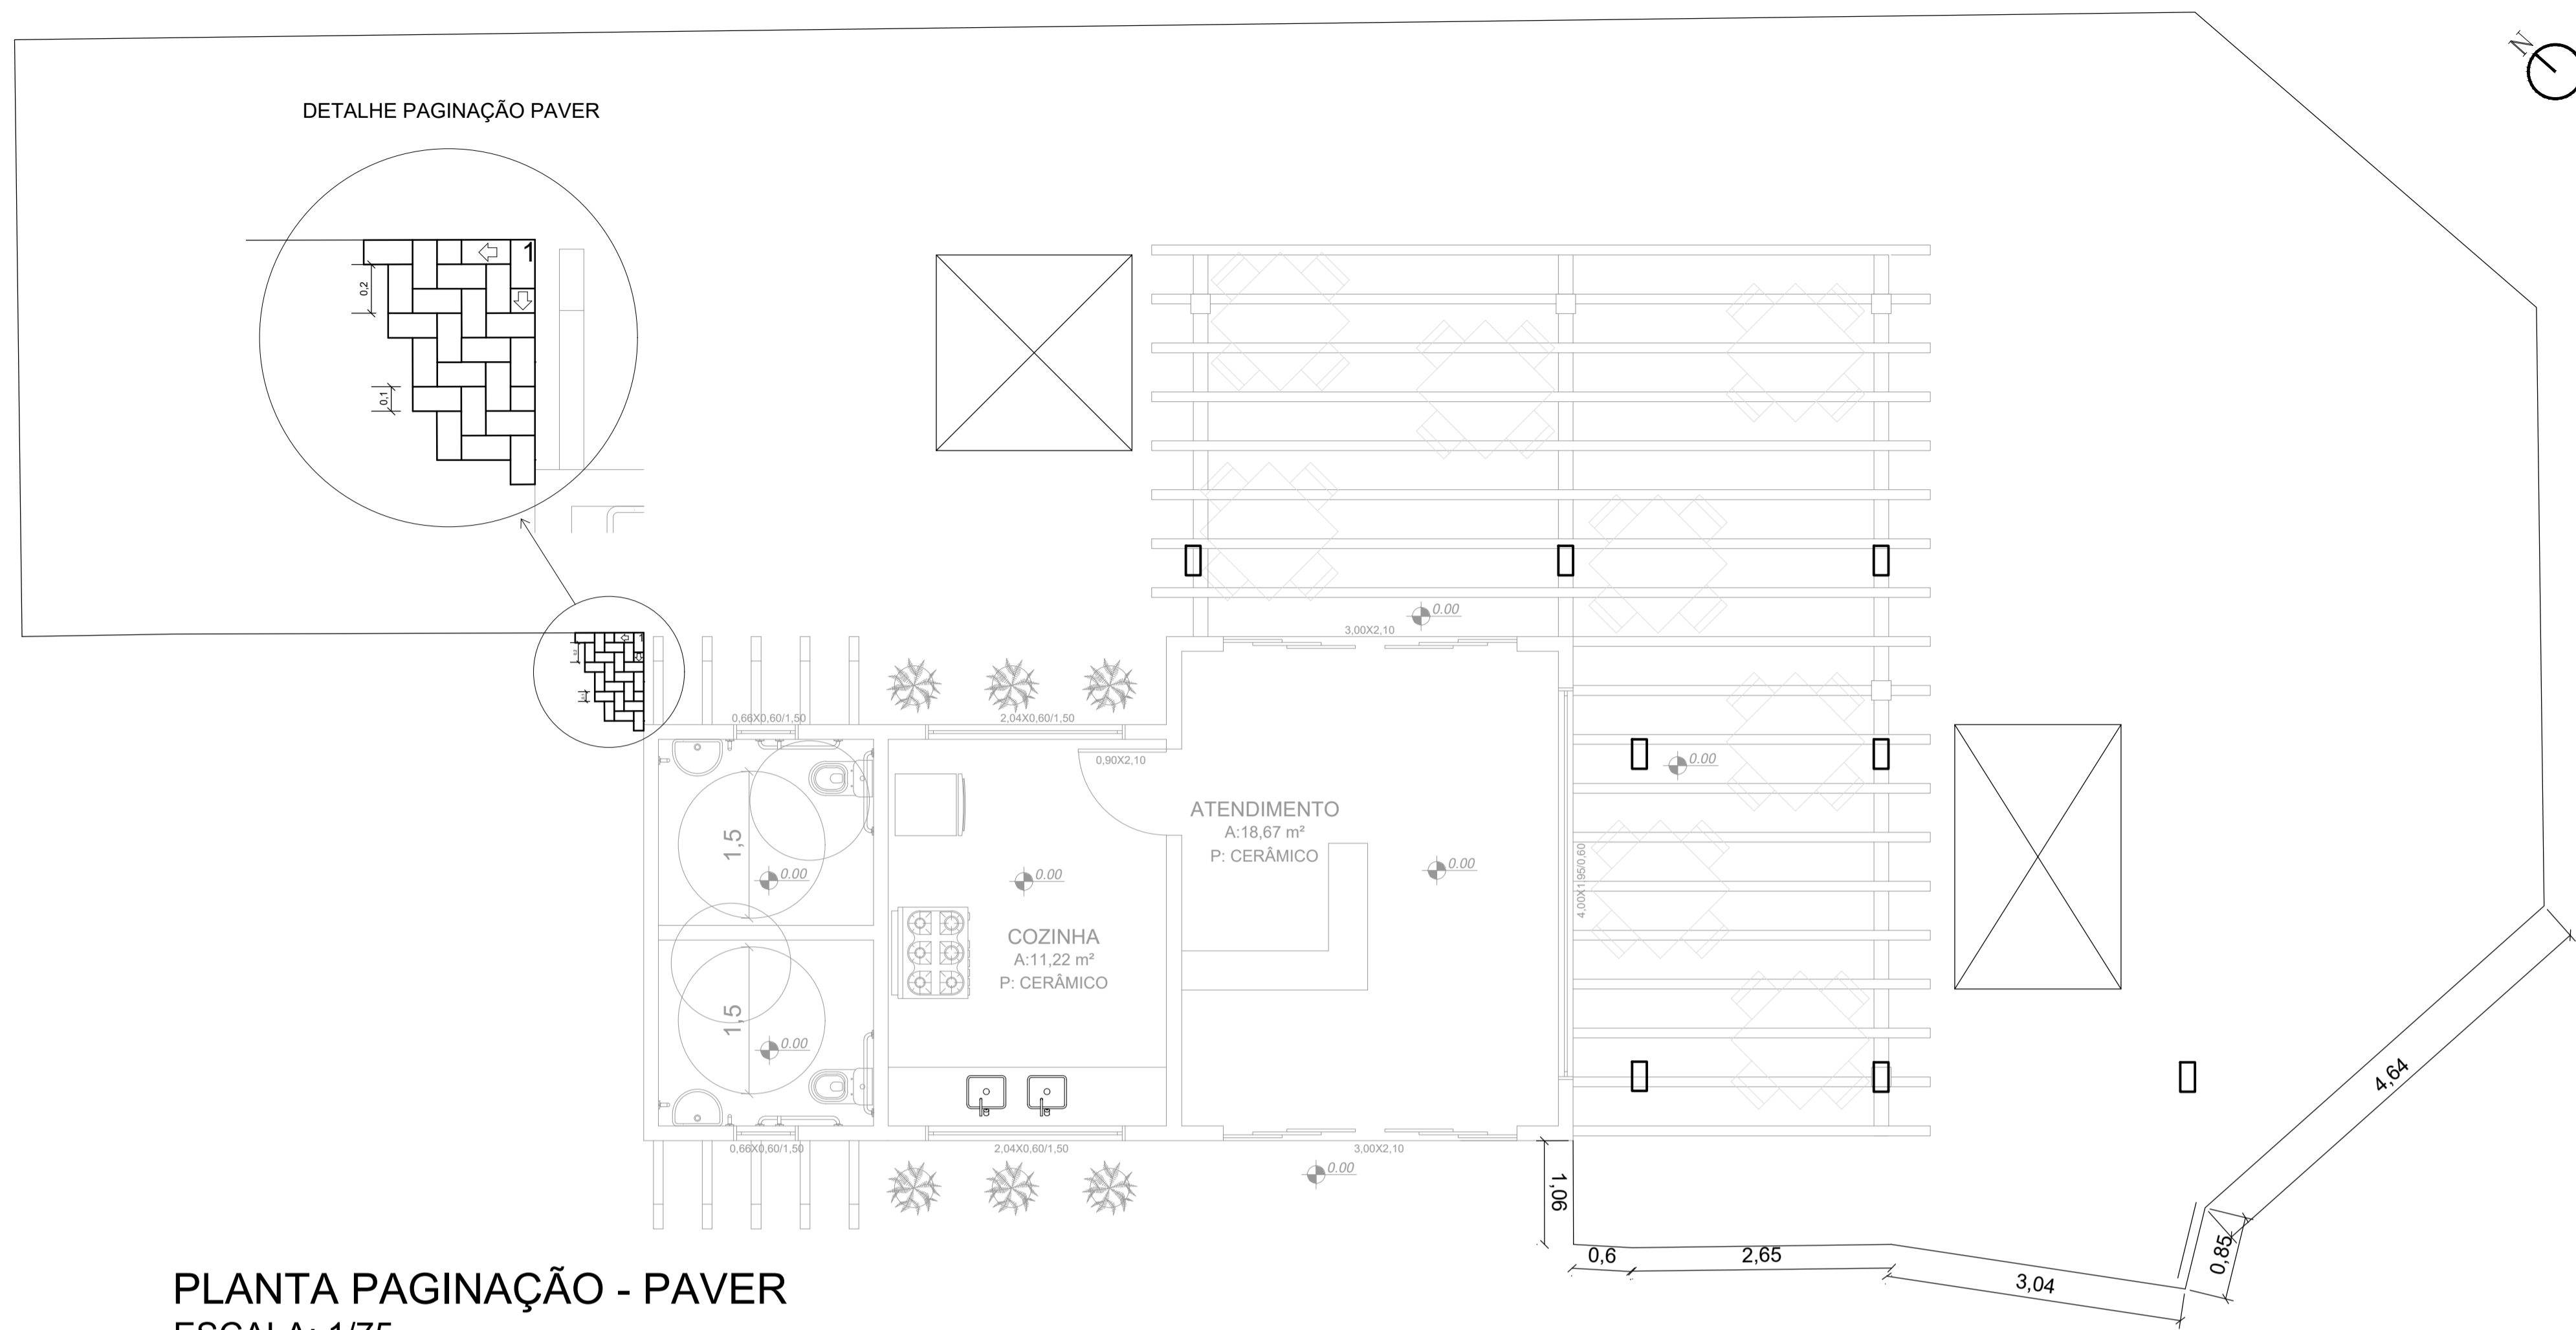 N
DETALHE PAGINAÇÃO PAVER
1
0,2
0,1
1
0.00
3,00X2,10
0,66X0,60/1,50
2,04X0,60/1,50
0,90X2,10
0.00
ATENDIMENTO
A:18,67 m²
P: CERÂMICO
1,5
0.00
0.00
0.00
4,00X1,95/0,60
COZINHA
A:11,22 m²
P: CERÂMICO
1,5
0.00
4,64
0,66X0,60/1,50
2,04X0,60/1,50
3,00X2,10
0.00
1,06
0,6
2,65
3,04
0,85
PLANTA PAGINAÇÃO - PAVER
ESCALA: 1/75